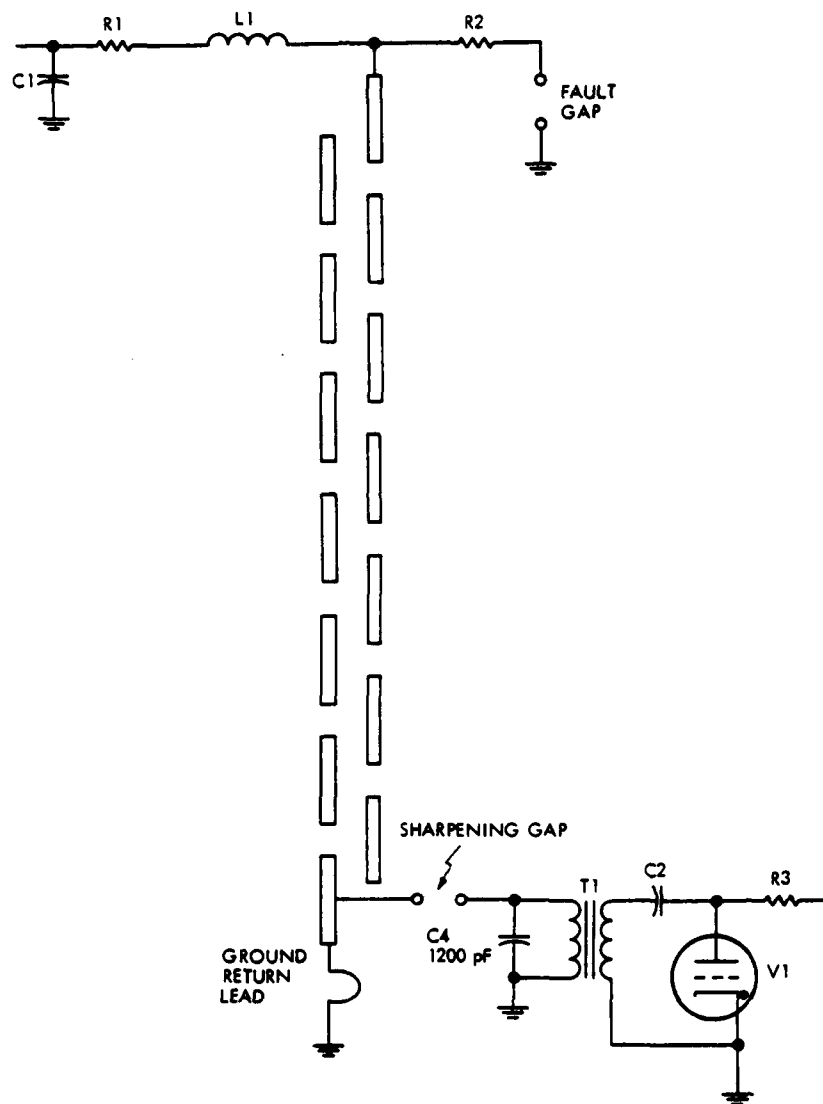 R1
L1
R2
C1
FAULT
GAP
SHARPENING GAP
T1
C2
R3
C4
1200 pF
V1
GROUND
RETURN
LEAD